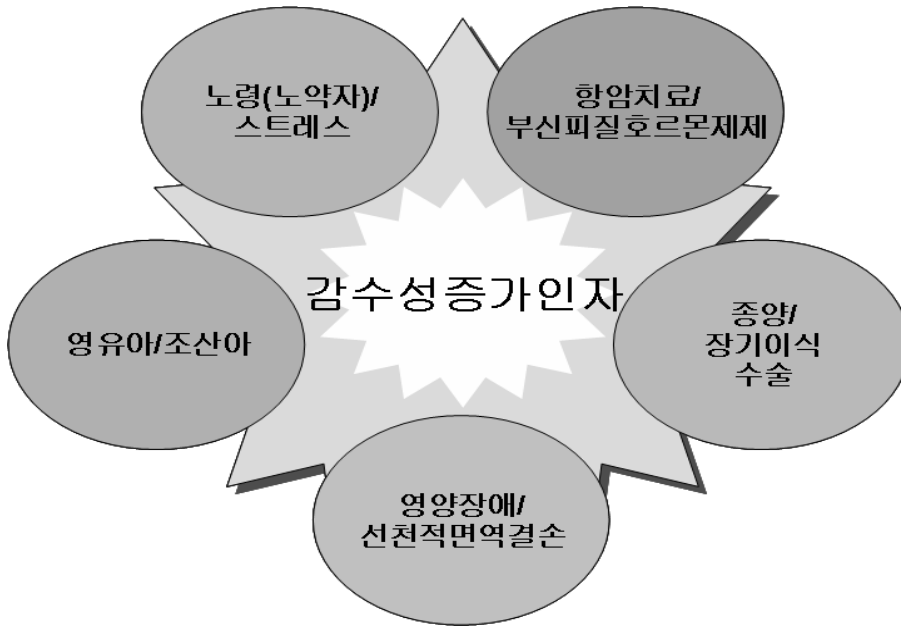 노령(노약자)/
스트레스
항암치료/
부신피질호르몬제제
감수성증가인자
영유아/조산아
종양/
장기이식
수술
영양장애/
선천적면역결손